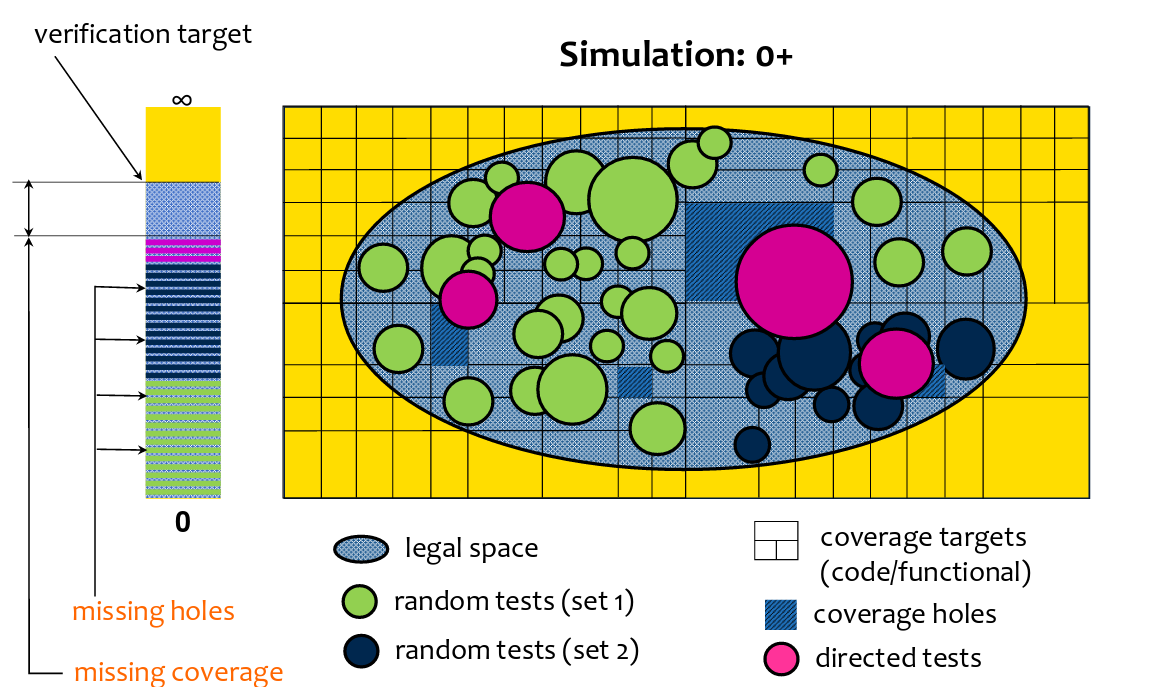 verification target
Simulation: 0+
∞
0
legal space
random tests (set 1)
random tests (set 2)
coverage targets
(code/functional)
coverage holes
directed tests
missing holes
missing coverage